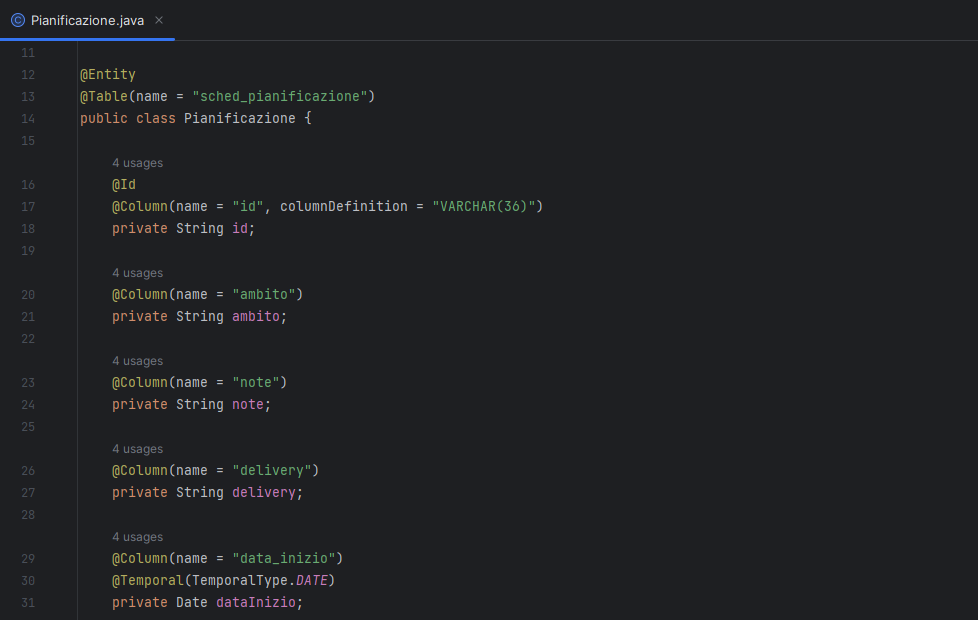 Pianificazione.java
11
12 @Entity
13 @Table(name = "sched_pianificazione")
14 public class Pianificazione {
15
4 usages
16 @Id
17 @Column(name = "id", columnDefinition = "VARCHAR(36)")
18 private String id;
19
4 usages
20 @Column(name = "ambito")
21 private String ambito;
22
4 usages
23 @Column(name = "note")
24 private String note;
25
4 usages
26 @Column(name = "delivery")
27 private String delivery;
28
4 usages
29 @Column(name = "data_inizio")
30 @Temporal(TemporalType.DATE)
31 private Date dataInizio;